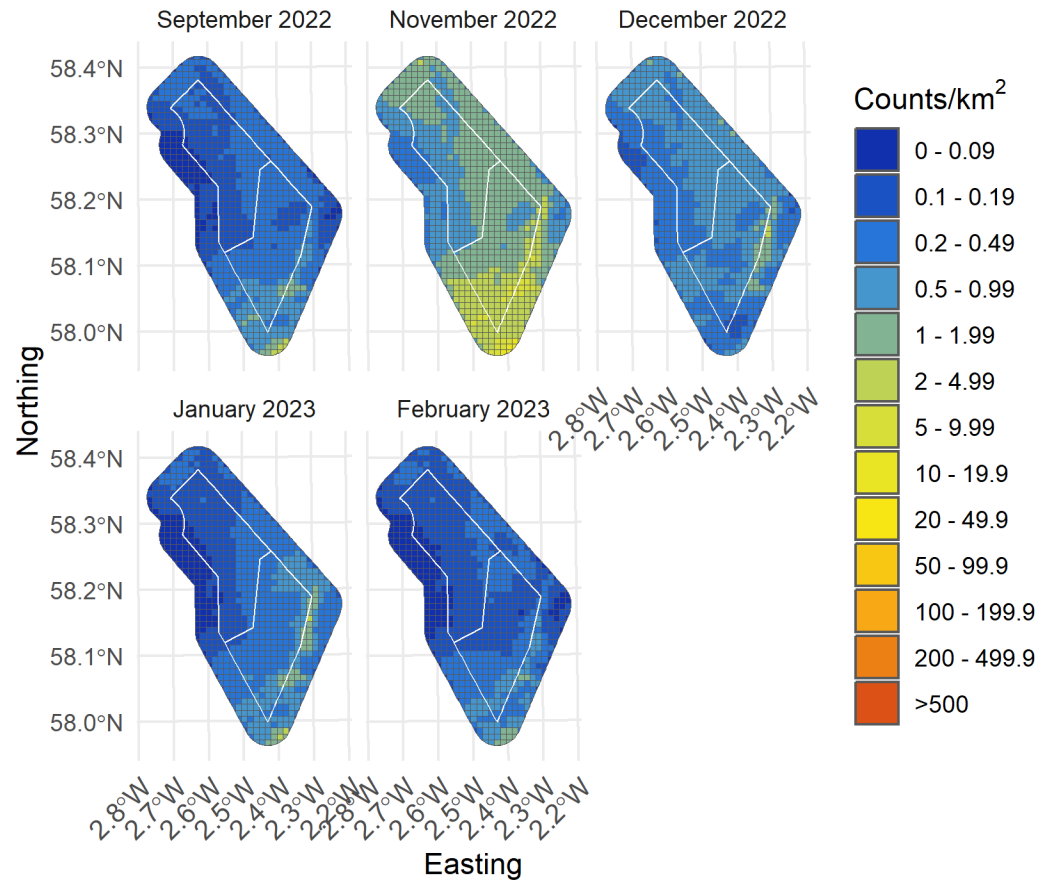 September 2022
November 2022
December 2022
58.4°N
58.3°N
58.2°N
58.1°N
58.0°N
2.8°W
2.7°W
2.6°W
2.5°W
2.4°W
2.3°W
2.2°W
January 2023
February 2023
58.4°N
58.3°N
58.2°N
58.1°N
58.0°N
2.8°W
2.7°W
2.6°W
2.5°W
2.4°W
2.3°W
2.2°W
2.8°W
2.7°W
2.6°W
2.5°W
2.4°W
2.3°W
2.2°W
Northing
Easting
Counts/km²
0 - 0.09
0.1 - 0.19
0.2 - 0.49
0.5 - 0.99
1 - 1.99
2 - 4.99
5 - 9.99
10 - 19.9
20 - 49.9
50 - 99.9
100 - 199.9
200 - 499.9
>500